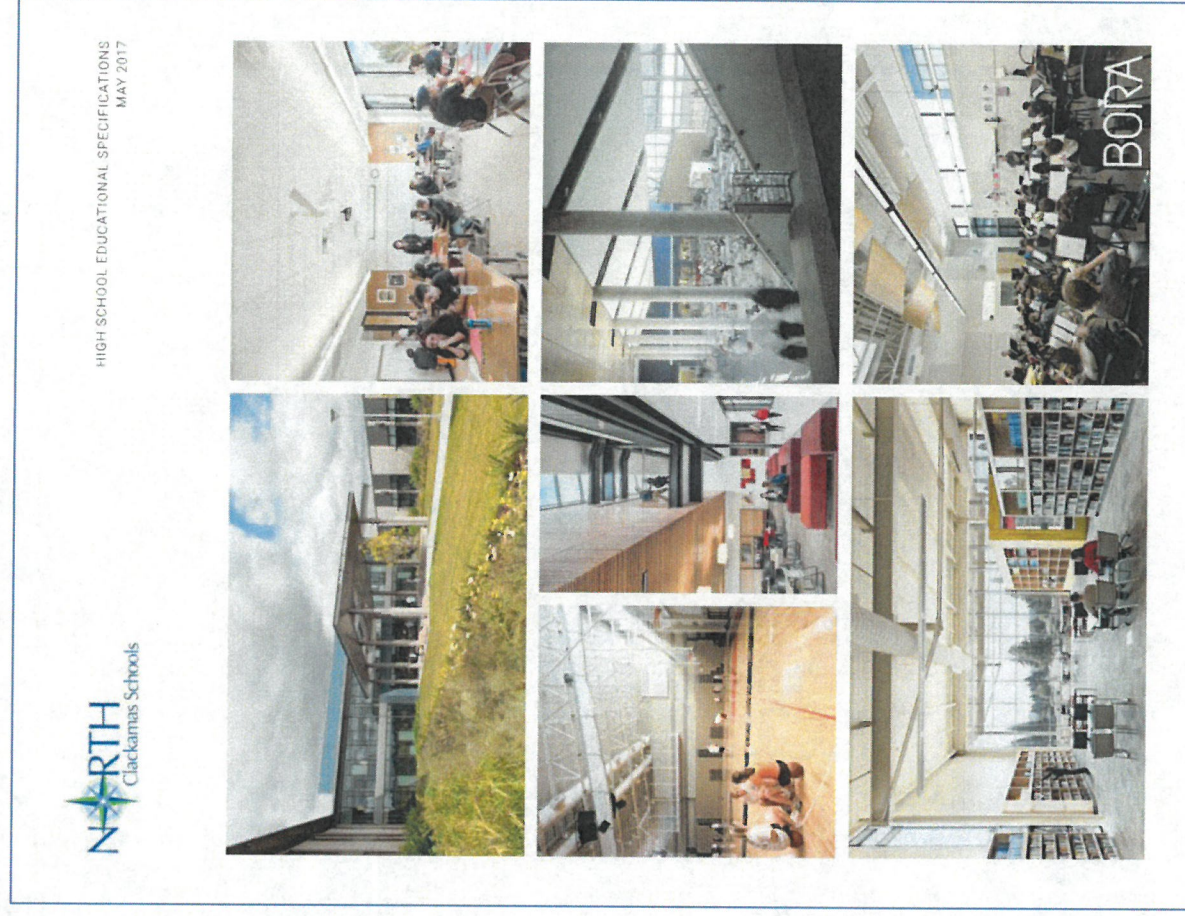 NORTH
Clackamas Schools
HIGH SCHOOL EDUCATIONAL SPECIFICATIONS
MAY 2017
BORA